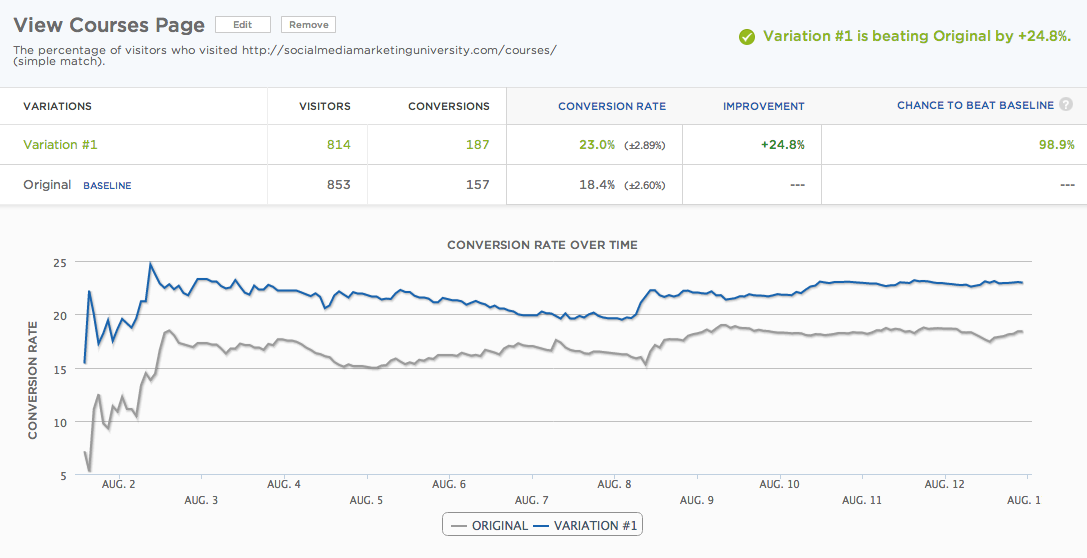 View Courses Page Edit Remove
The percentage of visitors who visited http://socialmediamarketinguniversity.com/courses/
(simple match).
Variation #1 is beating Original by +24.8%.
VARIATIONS VISITORS CONVERSIONS CONVERSION RATE IMPROVEMENT CHANCE TO BEAT BASELINE ?
Variation #1 814 187 23.0% (±2.89%) +24.8% 98.9%
Original BASELINE 853 157 18.4% (±2.60%) --- ---
CONVERSION RATE OVER TIME
CONVERSION RATE
25
20
15
10
5
AUG. 2 AUG. 4 AUG. 6 AUG. 8 AUG. 10 AUG. 12
AUG. 3 AUG. 5 AUG. 7 AUG. 9 AUG. 11 AUG. 1
ORIGINAL VARIATION #1